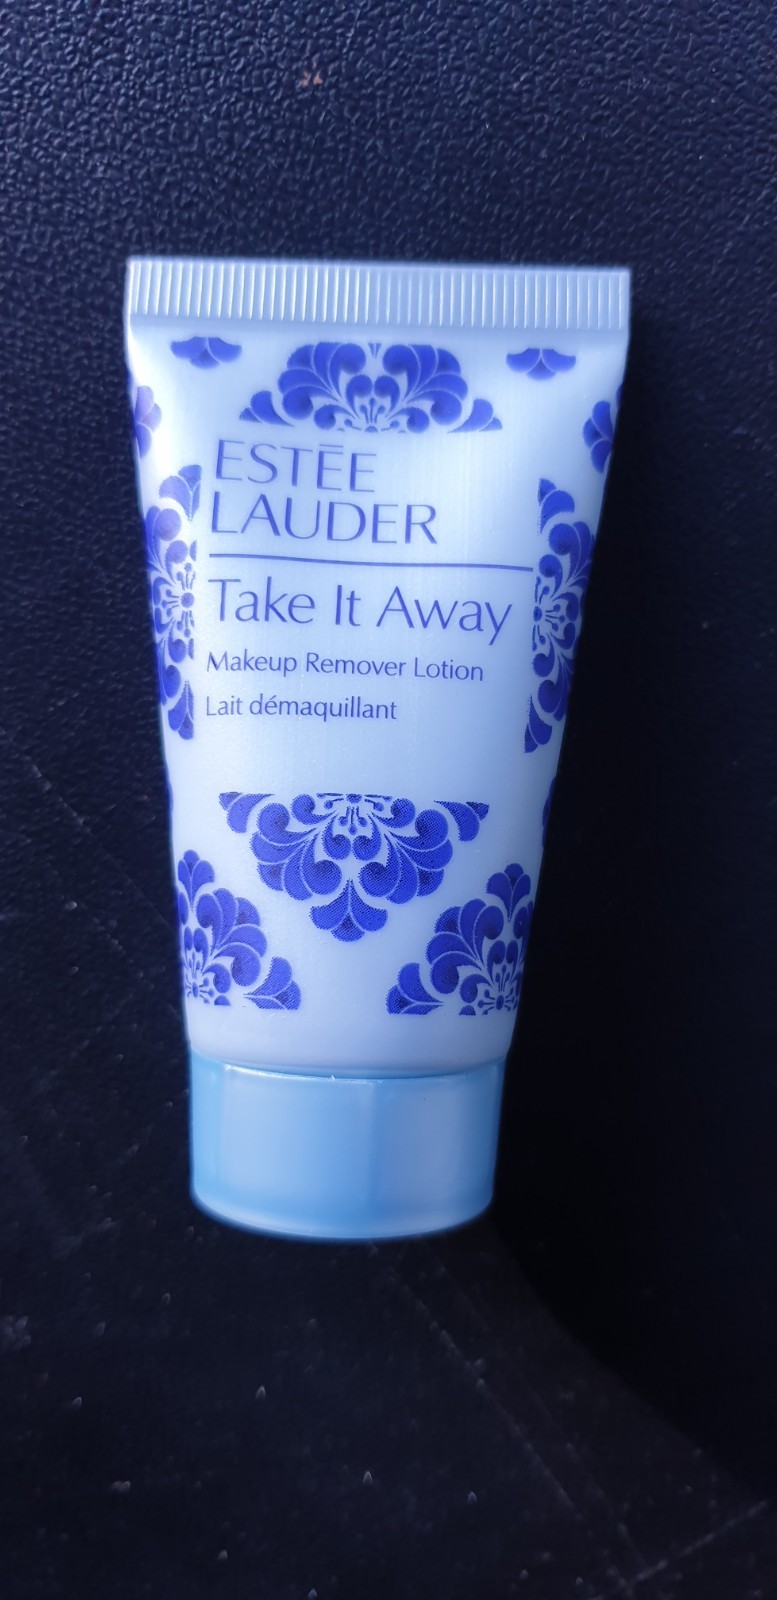 ESTĒE
LAUDER
Take It Away
Makeup Remover Lotion
Lait démaquillant